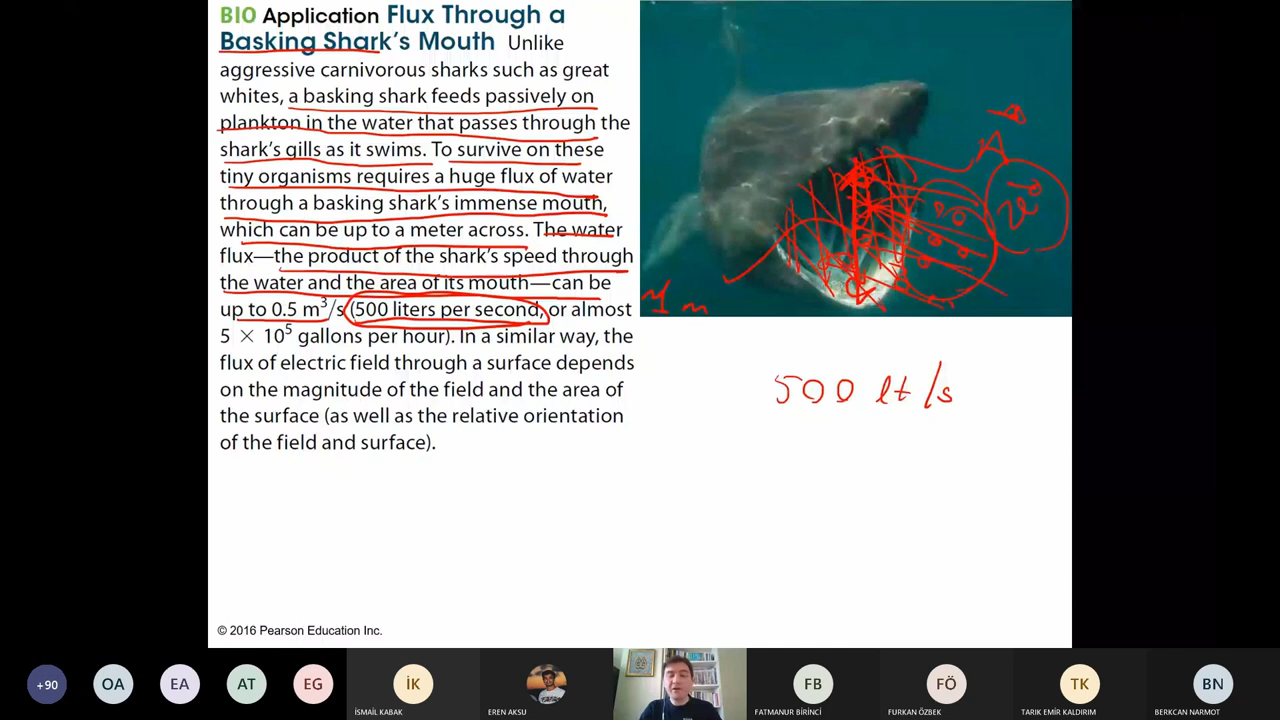 BIO Application Flux Through a
Basking Shark's Mouth Unlike
aggressive carnivorous sharks such as great
whites, a basking shark feeds passively on
plankton in the water that passes through the
shark's gills as it swims. To survive on these
tiny organisms requires a huge flux of water
through a basking shark's immense mouth,
which can be up to a meter across. The water
flux—the product of the shark's speed through
the water and the area of its mouth—can be
up to 0.5 m³/s (500 liters per second, or almost
5 × 10⁵ gallons per hour). In a similar way, the
flux of electric field through a surface depends
on the magnitude of the field and the area of
the surface (as well as the relative orientation
of the field and surface).
A
1 m
500 lt/s
© 2016 Pearson Education Inc.
+90
OA
EA
AT
EG
İK
FB
FÖ
TK
BN
İSMAİL KABAK
EREN AKSU
FATMANUR BİRİNCİ
FURKAN ÖZBEK
TARIK EMİR KALDIRIM
BERKCAN NARMOT